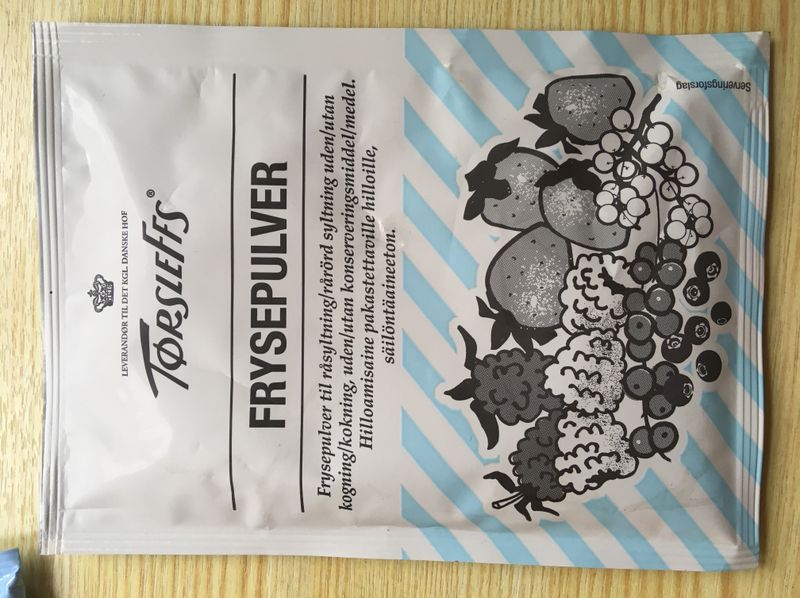 LEVERANDØR TIL DET KGL. DANSKE HOF
TØRSLEFFS®
FRYSEPULVER
Frysepulver til råsyltning/rårörd syltning uden/utan
kogning/kokning, uden/utan konserveringsmiddel/medel.
Hilloamisaine pakastettaville hilloille,
säilöntäaineeton.
Serveringsforslag